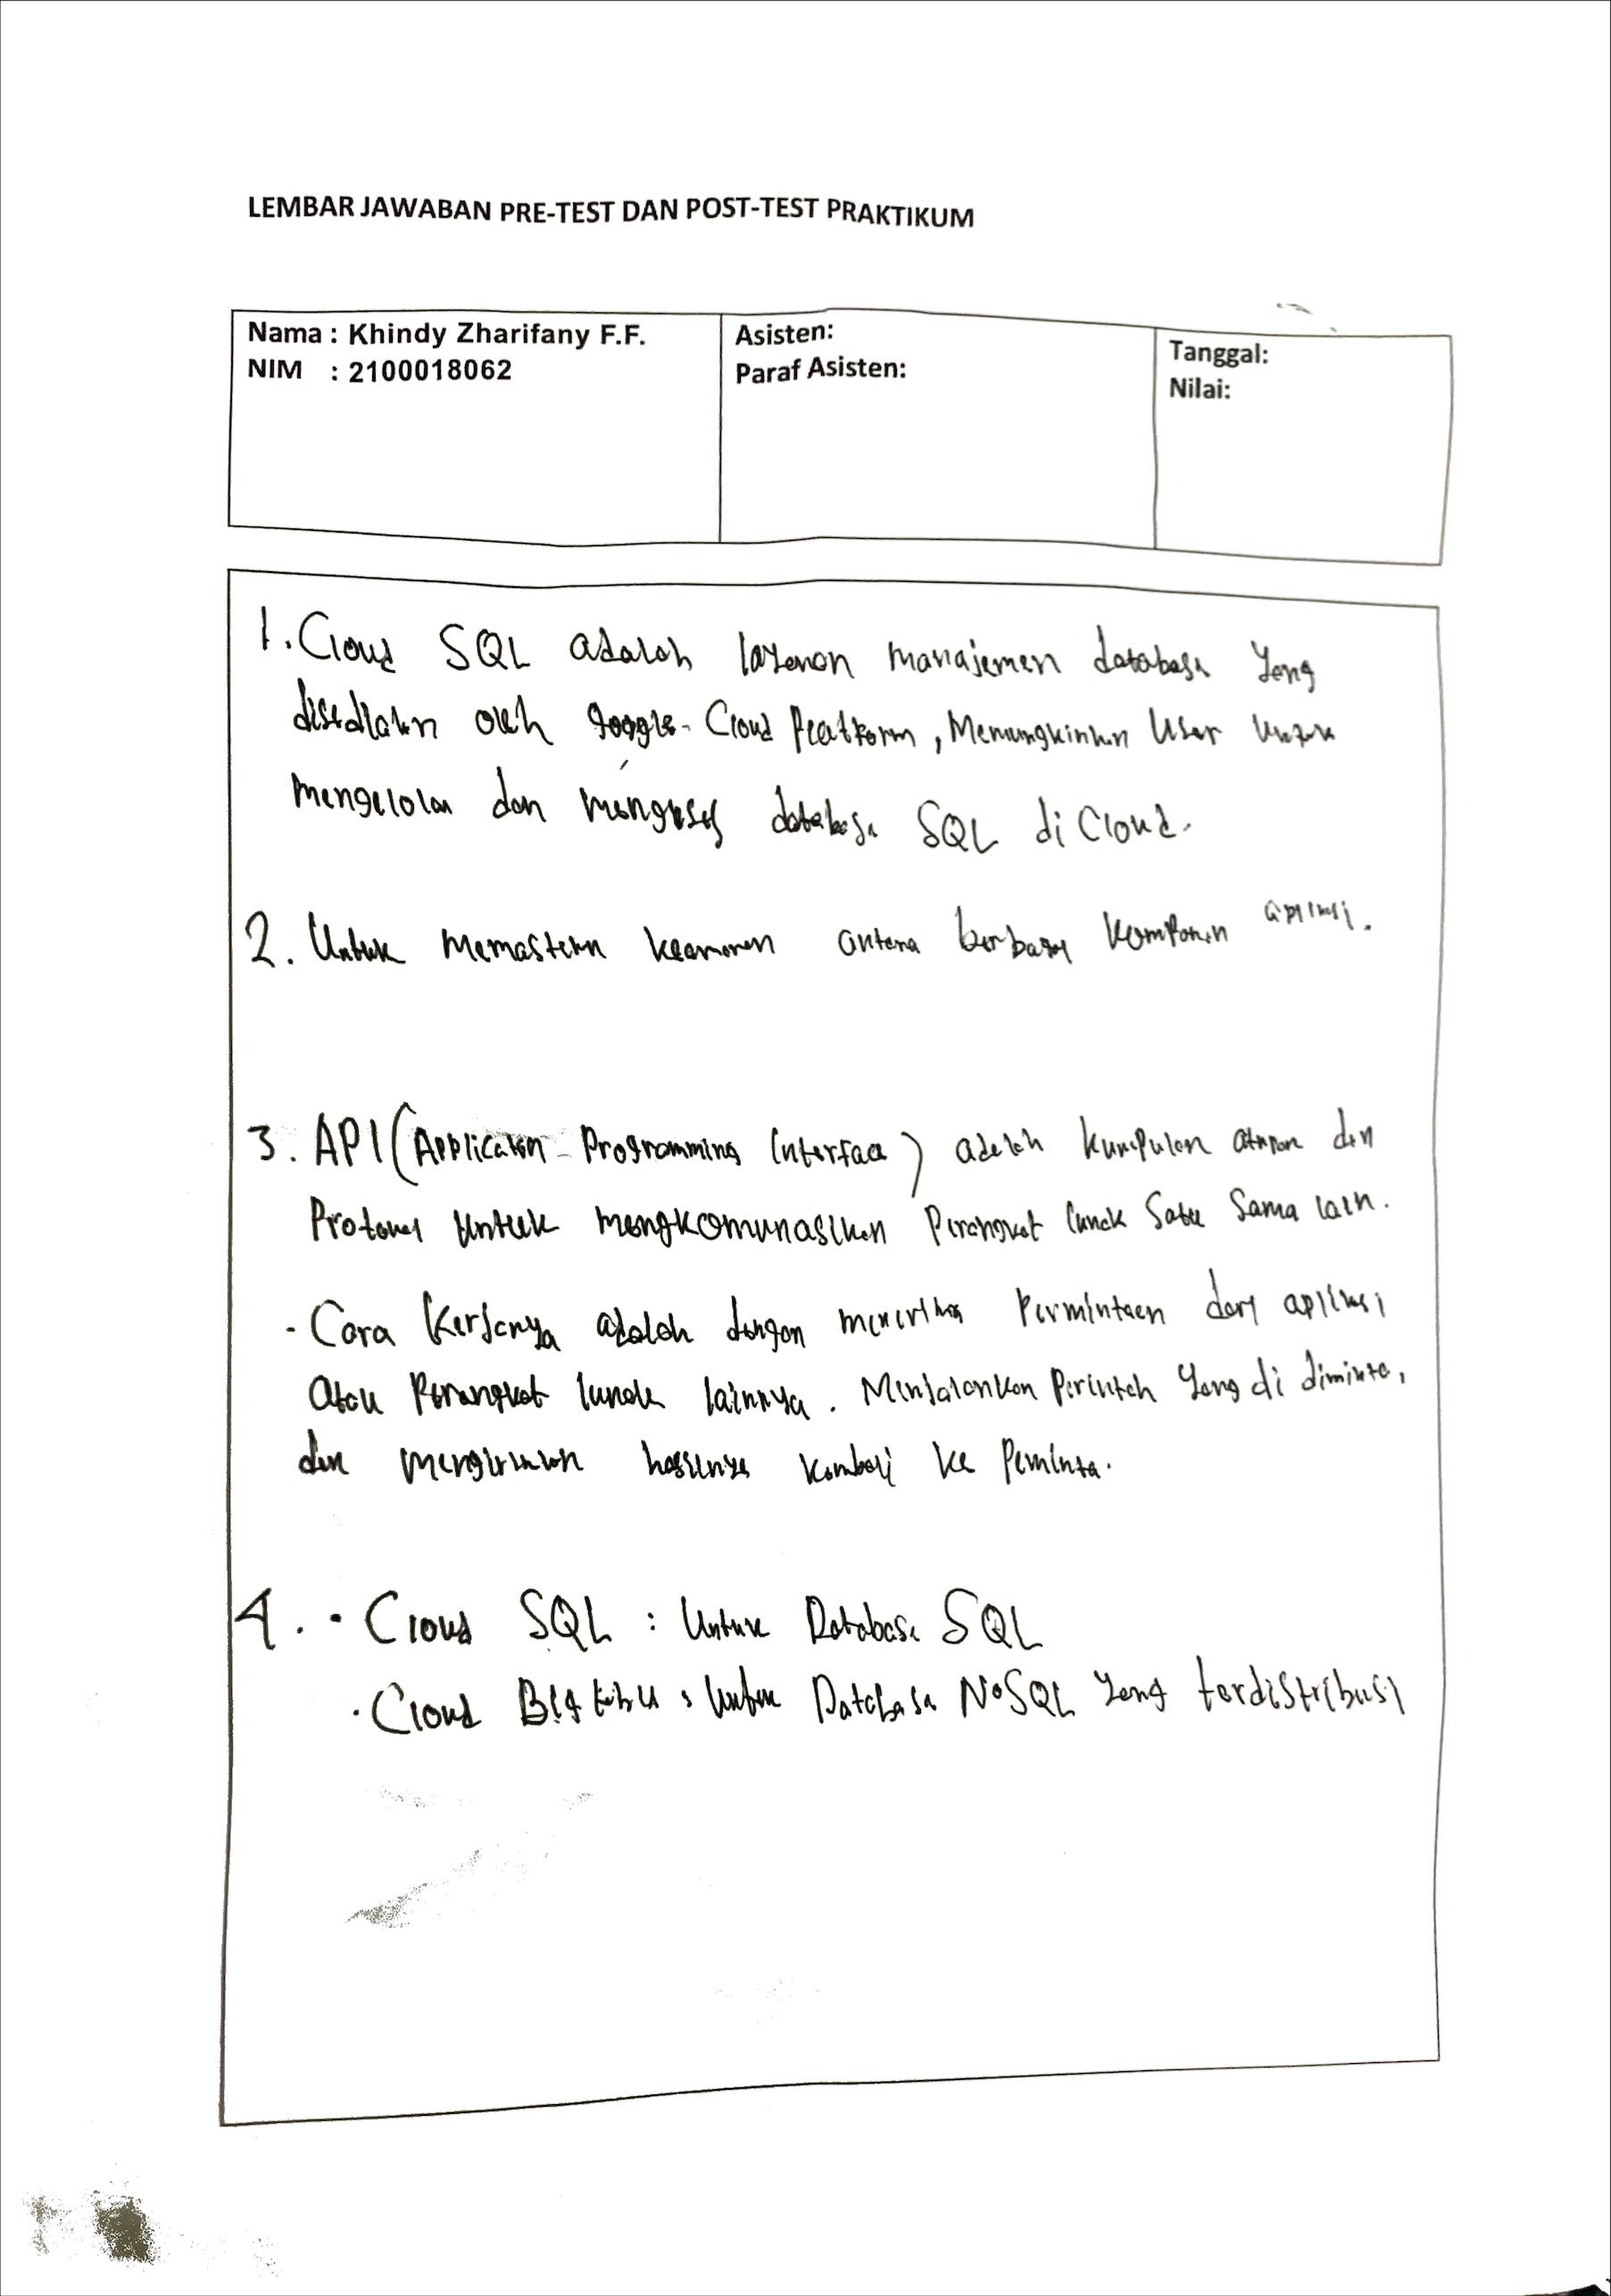 LEMBAR JAWABAN PRE-TEST DAN POST-TEST PRAKTIKUM
Nama : Khindy Zharifany F.F.
NIM : 2100018062
Asisten:
Paraf Asisten:
Tanggal:
Nilai:
1. Cloud SQL adalah layanan manajemen database yang
disediakan oleh google Cloud Platform, Memungkinkan User untuk
mengelola dan mengakses database SQL di Cloud.
2. Untuk memastikan keamanan antara berbagai komponen aplikasi.
3. API (Application Programming Interface) adalah kumpulan aturan dan
Protokol untuk mengkomunasikan Perangkat lunak Satu Sama lain.
- Cara Kerjanya adalah dengan menerima Permintaan dari aplikasi
Atau Perangkat lunak lainnya. Menjalankan Perintah Yang di diminta,
dan mengirimkan hasilnya kembali ke Peminta.
4. • Cloud SQL : Untuk Database SQL
• Cloud Bigtable : Untuk Database NoSQL Yang terdistribusi